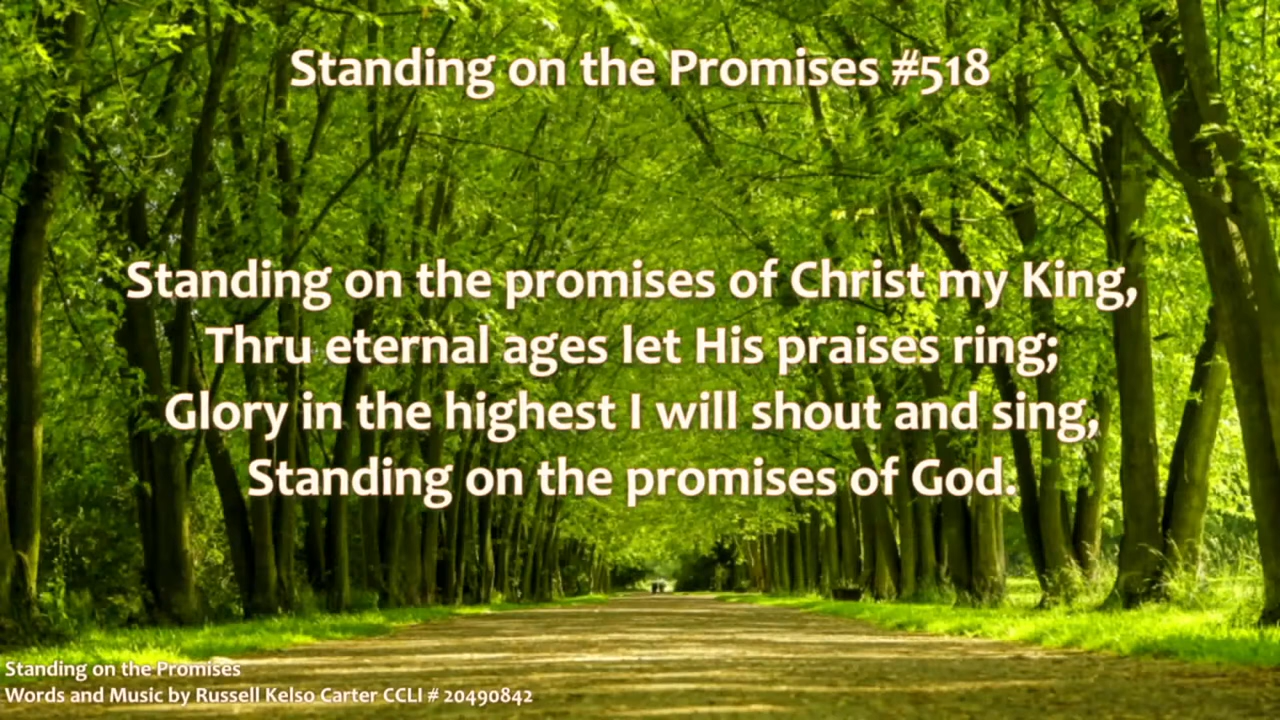 Standing on the Promises #518
Standing on the promises of Christ my King,
Thru eternal ages let His praises ring;
Glory in the highest I will shout and sing,
Standing on the promises of God.
Standing on the Promises
Words and Music by Russell Kelso Carter CCLI # 20490842